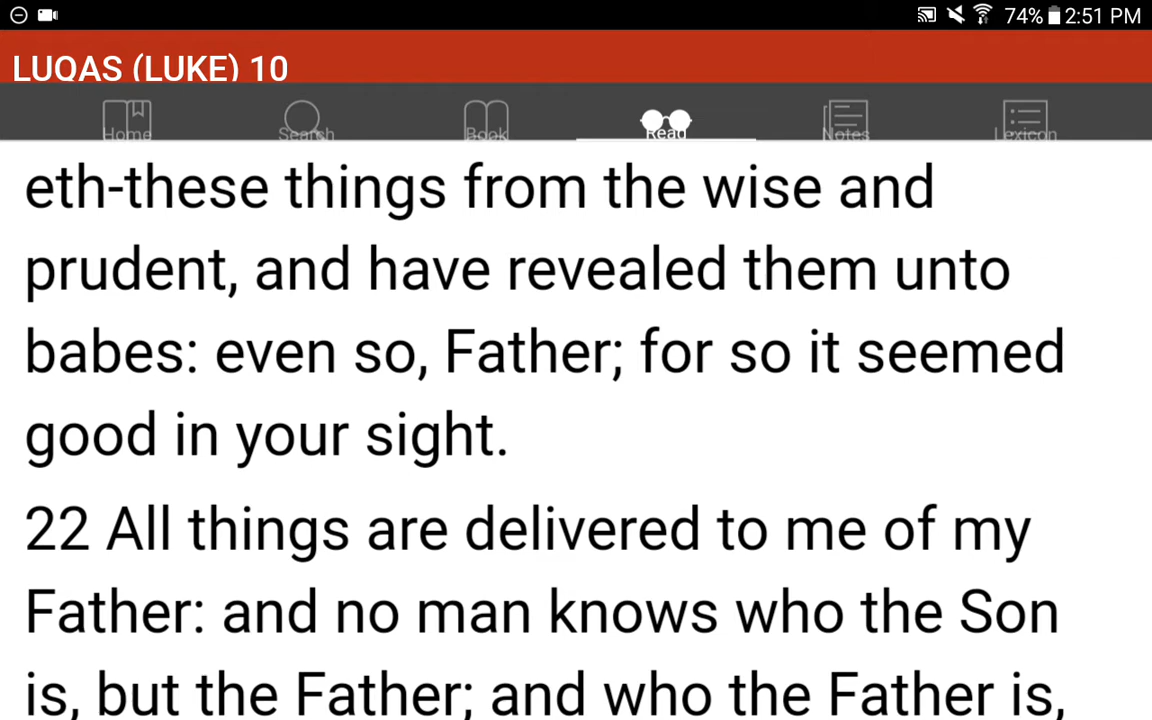 74% 2:51 PM
LUQAS (LUKE) 10
Home Search Book Read Notes Lexicon
eth-these things from the wise and
prudent, and have revealed them unto
babes: even so, Father; for so it seemed
good in your sight.
22 All things are delivered to me of my
Father: and no man knows who the Son
is, but the Father; and who the Father is,